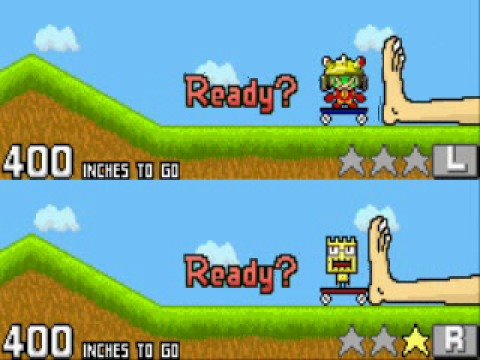 Ready?
400 INCHES TO GO
L
Ready?
400 INCHES TO GO
R